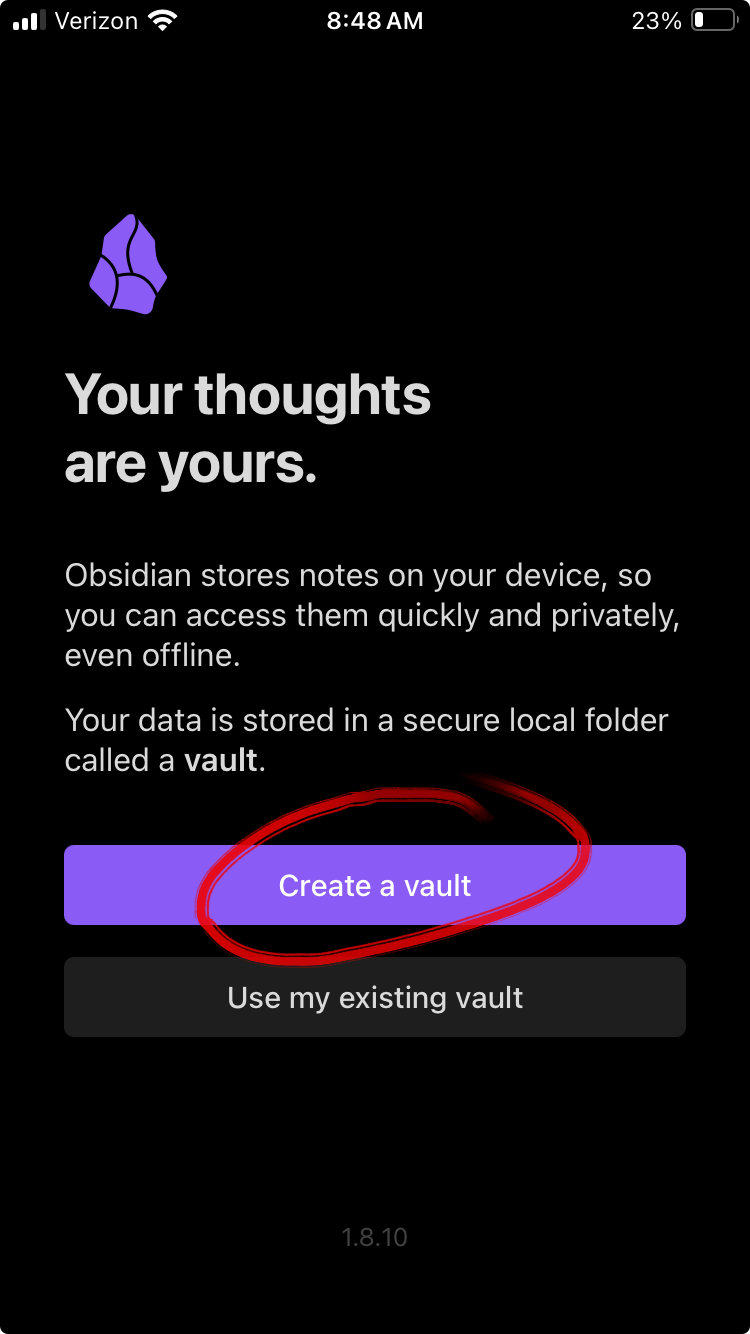 Verizon 8:48 AM 23%
Your thoughts
are yours.
Obsidian stores notes on your device, so
you can access them quickly and privately,
even offline.
Your data is stored in a secure local folder
called a vault.
Create a vault
Use my existing vault
1.8.10